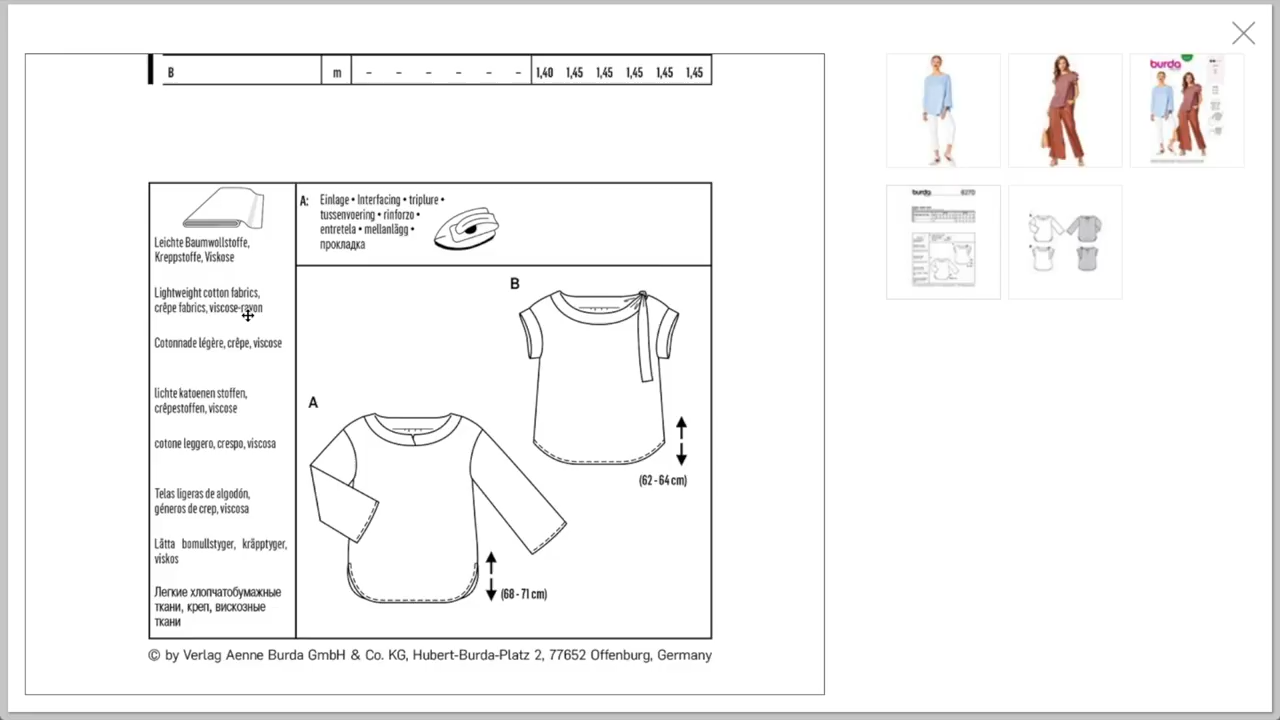 B m – – – – – – 1,40 1,45 1,45 1,45 1,45 1,45
A: Einlage • Interfacing • triplure •
tussenvoering • rinforzo •
entretela • mellanlägg •
прокладка
Leichte Baumwollstoffe,
Kreppstoffe, Viskose
Lightweight cotton fabrics,
crêpe fabrics, viscose-rayon
Cotonnade légère, crêpe, viscose
lichte katoenen stoffen,
crêpestoffen, viscose
cotone leggero, crespo, viscosa
Telas ligeras de algodón,
géneros de crep, viscosa
Lätta bomullstyger, kräpptyger,
viskos
Легкие хлопчатобумажные
ткани, креп, вискозные
ткани
B
(62 - 64 cm)
A
(68 - 71 cm)
© by Verlag Aenne Burda GmbH & Co. KG, Hubert-Burda-Platz 2, 77652 Offenburg, Germany
burda
burda 6270